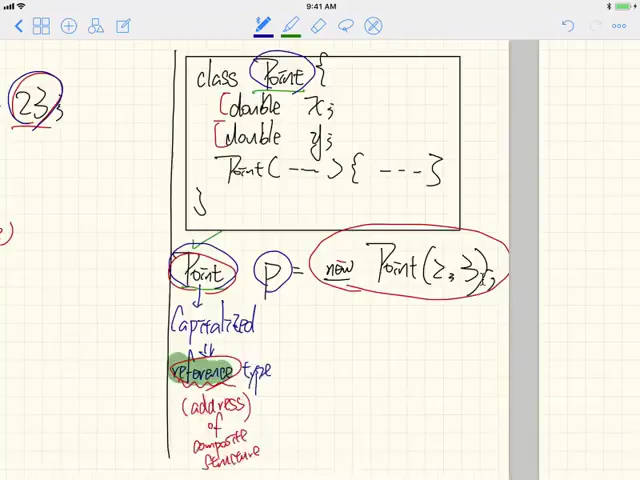 9:41 AM
class Point {
23;
[double x;
[double y;
Point( ---- ) { ---- }
}
Point p = new Point(2, 3);
Capitalized
reference type
(address)
of
composite
structure